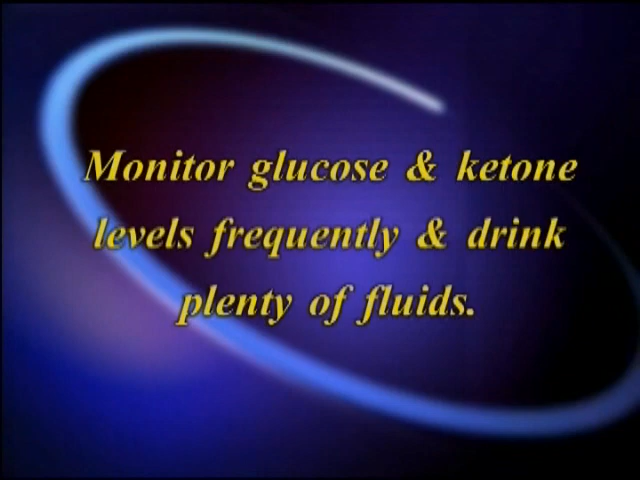 Monitor glucose & ketone
levels frequently & drink
plenty of fluids.